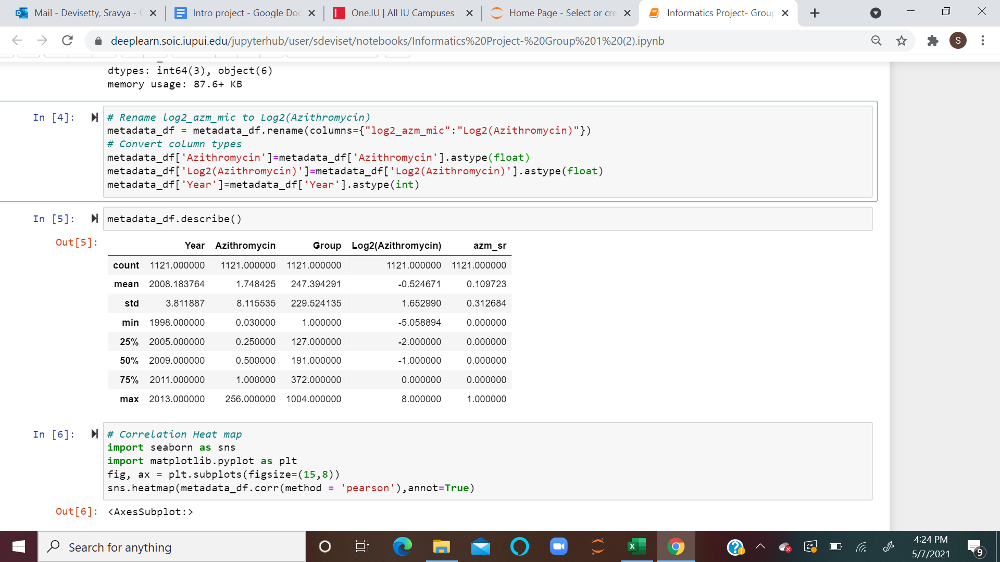 Mail - Devisetty, Sravya -
Intro project - Google Doc
One.IU | All IU Campuses
Home Page - Select or cre
Informatics Project- Group
deeplearn.soic.iupui.edu/jupyterhub/user/sdeviset/notebooks/Informatics%20Project-%20Group%201%20(2).ipynb
S
dtypes: int64(3), object(6)
memory usage: 87.6+ KB
In [4]:
# Rename log2_azm_mic to Log2(Azithromycin)
metadata_df = metadata_df.rename(columns={"log2_azm_mic":"Log2(Azithromycin)"})
# Convert column types
metadata_df['Azithromycin']=metadata_df['Azithromycin'].astype(float)
metadata_df['Log2(Azithromycin)']=metadata_df['Log2(Azithromycin)'].astype(float)
metadata_df['Year']=metadata_df['Year'].astype(int)
In [5]: metadata_df.describe()
Out[5]:
Year Azithromycin Group Log2(Azithromycin) azm_sr
count 1121.000000 1121.000000 1121.000000 1121.000000 1121.000000
mean 2008.183764 1.748425 247.394291 -0.524671 0.109723
std 3.811887 8.115535 229.524135 1.652990 0.312684
min 1998.000000 0.030000 1.000000 -5.058894 0.000000
25% 2005.000000 0.250000 127.000000 -2.000000 0.000000
50% 2009.000000 0.500000 191.000000 -1.000000 0.000000
75% 2011.000000 1.000000 372.000000 0.000000 0.000000
max 2013.000000 256.000000 1004.000000 8.000000 1.000000
In [6]:
# Correlation Heat map
import seaborn as sns
import matplotlib.pyplot as plt
fig, ax = plt.subplots(figsize=(15,8))
sns.heatmap(metadata_df.corr(method = 'pearson'),annot=True)
Out[6]: <AxesSubplot:>
Search for anything
4:24 PM
5/7/2021
9